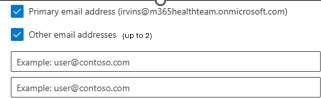 Primary email address (irvins@m365healthteam.onmicrosoft.com)
Other email addresses (up to 2)
Example: user@contoso.com
Example: user@contoso.com